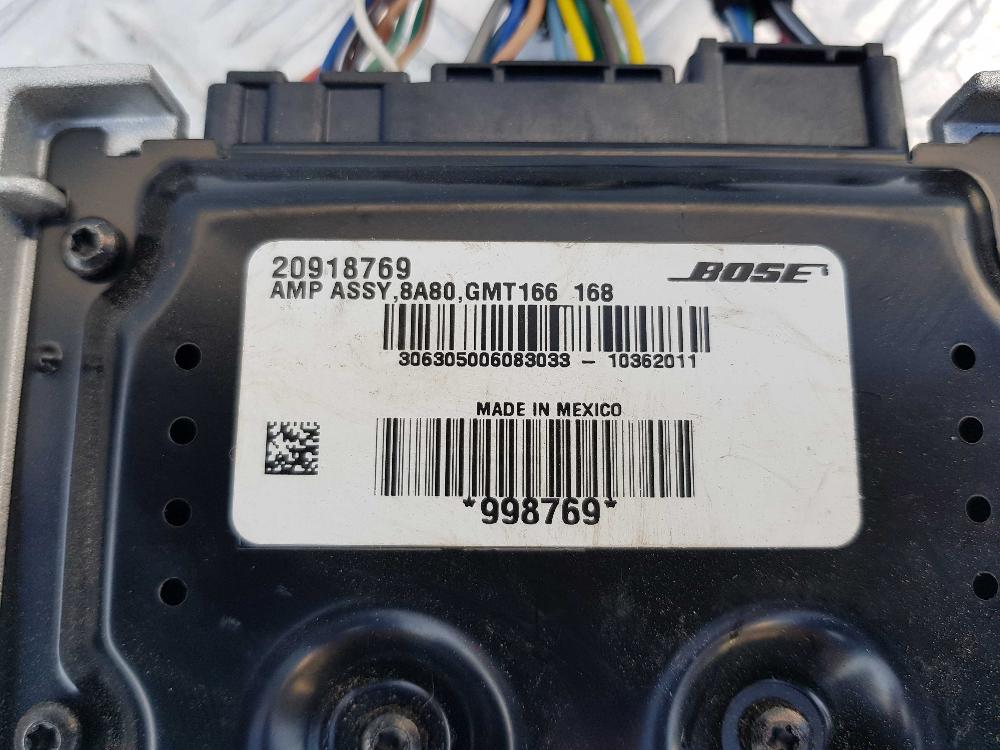 20918769
BOSE
AMP ASSY,8A80,GMT166 168
306305006083033 - 10362011
MADE IN MEXICO
*998769*